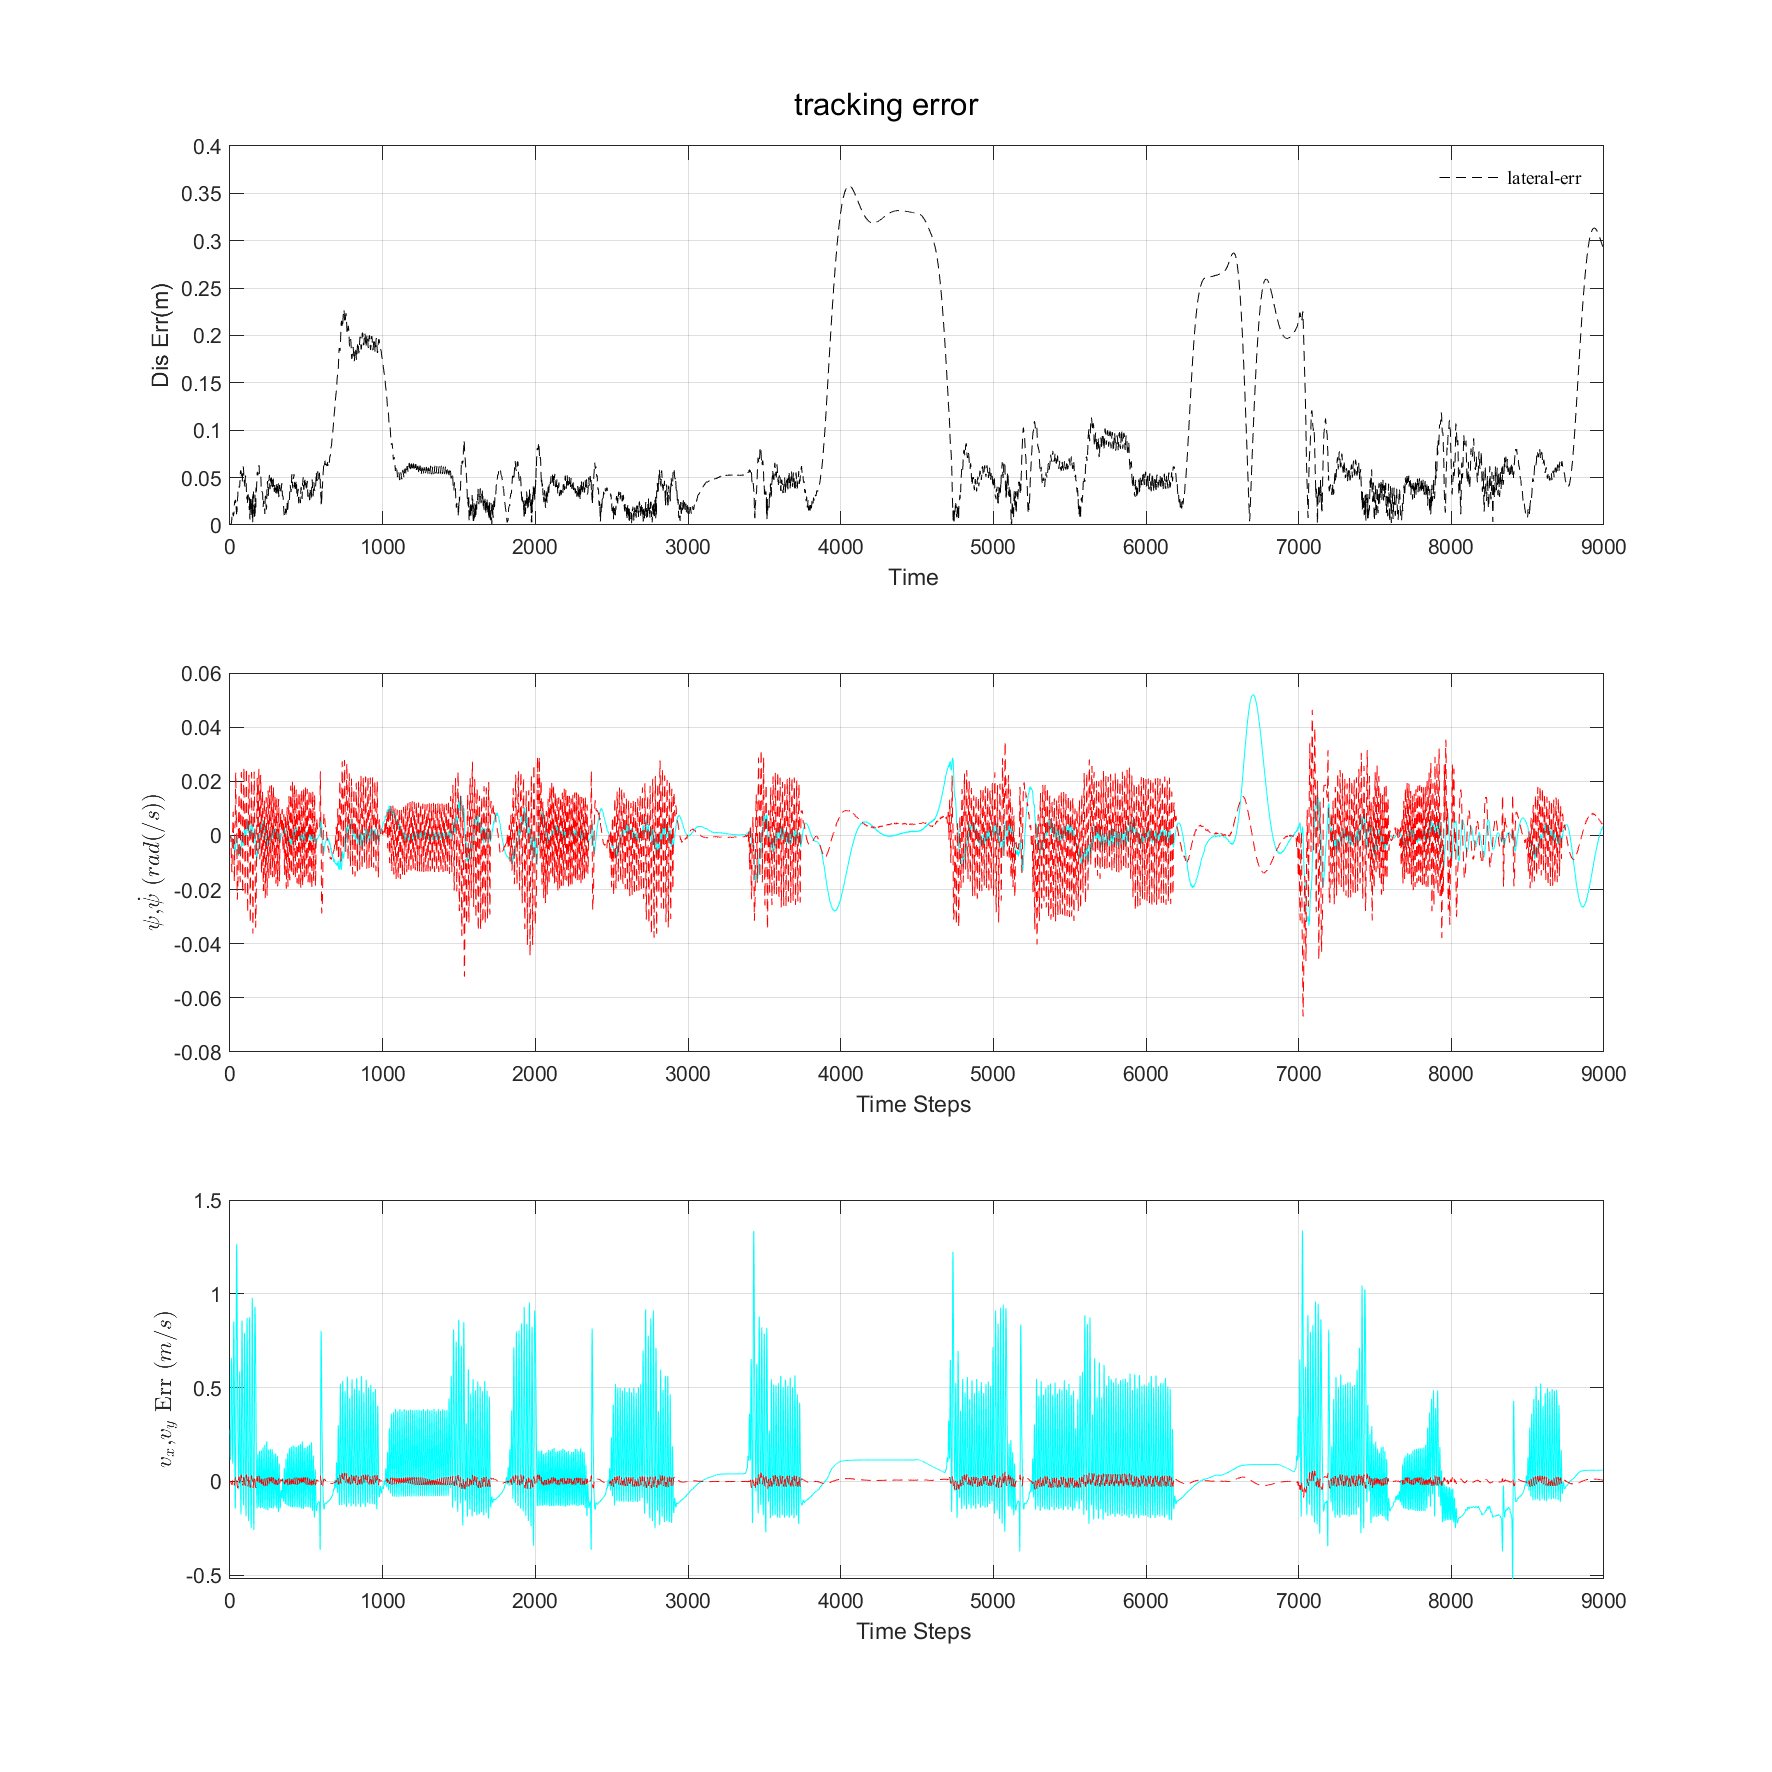 tracking error
0.4
0.35
0.3
0.25
0.2
0.15
0.1
0.05
0
Dis Err(m)
lateral-err
0 1000 2000 3000 4000 5000 6000 7000 8000 9000
Time
0.06
0.04
0.02
0
-0.02
-0.04
-0.06
-0.08
ψ,ψ̇ (rad(/s))
0 1000 2000 3000 4000 5000 6000 7000 8000 9000
Time Steps
1.5
1
0.5
0
-0.5
v_x,v_y Err (m/s)
0 1000 2000 3000 4000 5000 6000 7000 8000 9000
Time Steps